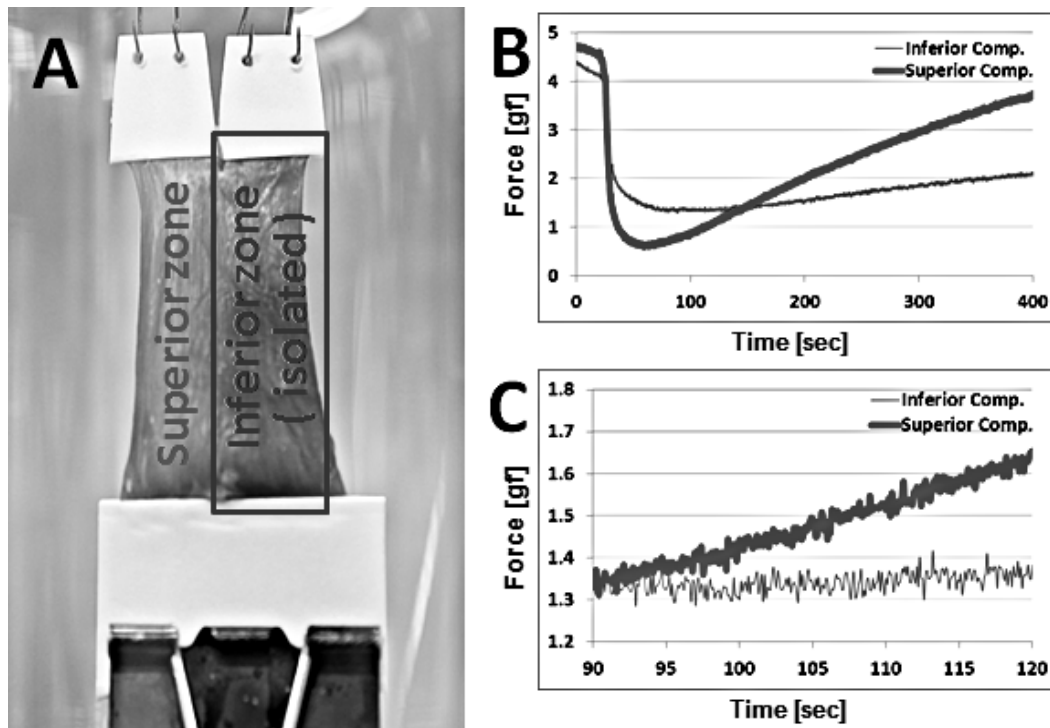 A
Superior zone
Inferior zone
( isolated )
B
Force [gf]
5
4
3
2
1
0
Inferior Comp.
Superior Comp.
0
100
200
300
400
Time [sec]
C
Force [gf]
1.8
1.7
1.6
1.5
1.4
1.3
1.2
Inferior Comp.
Superior Comp.
90
95
100
105
110
115
120
Time [sec]